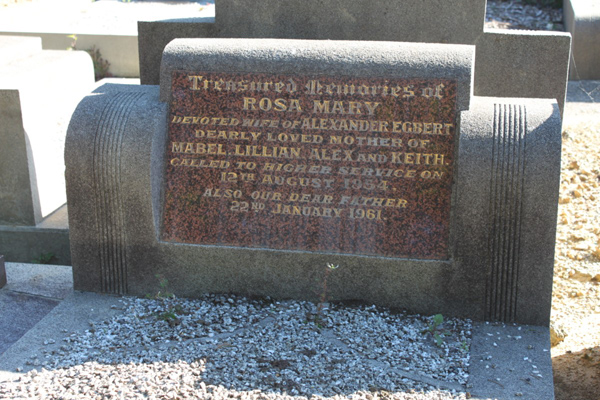 Treasured Memories of
ROSA MARY
DEVOTED WIFE OF ALEXANDER EGBERT
DEARLY LOVED MOTHER OF
MABEL, LILLIAN, ALEX AND KEITH.
CALLED TO HIGHER SERVICE ON
12TH AUGUST 1954.
ALSO OUR DEAR FATHER
22ND JANUARY 1961.